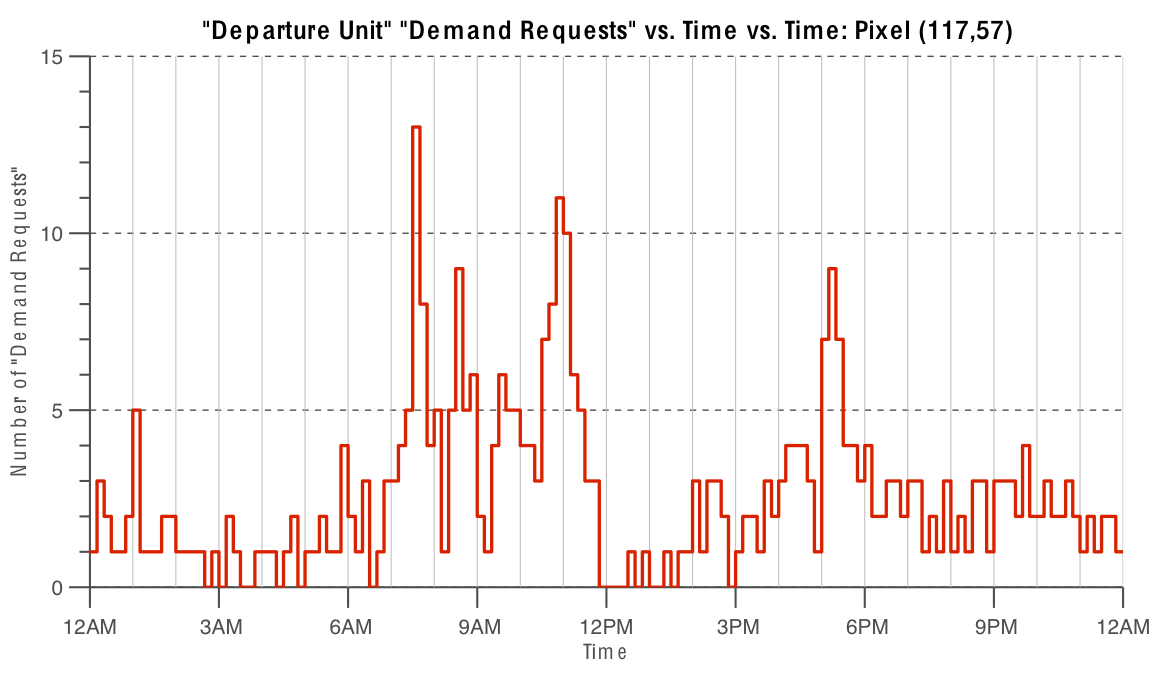 "Departure Unit" "Demand Requests" vs. Time vs. Time: Pixel (117,57)
Number of "Demand Requests"
15
10
5
0
12AM 3AM 6AM 9AM 12PM 3PM 6PM 9PM 12AM
Time